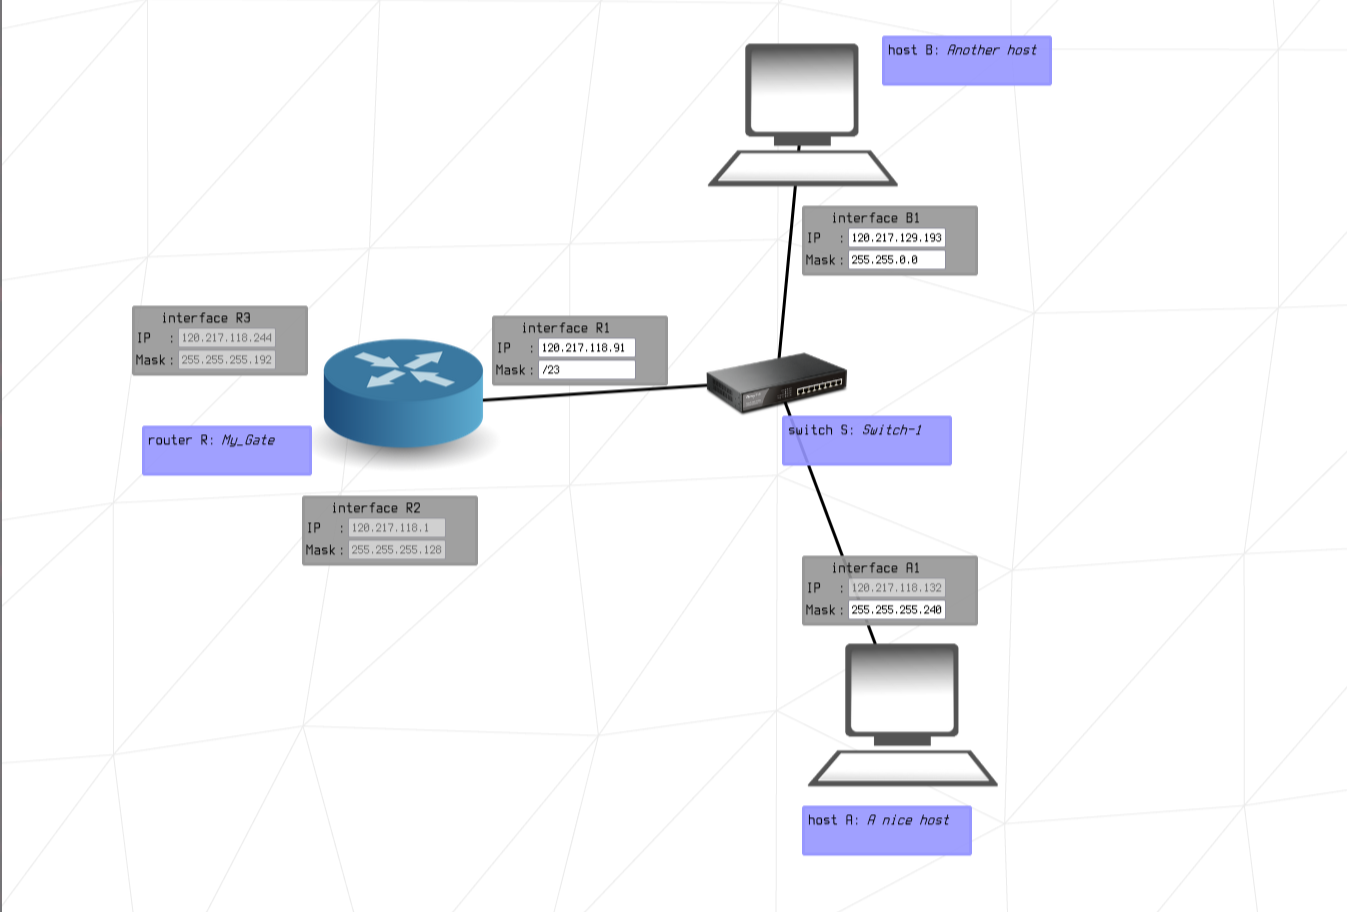 host B: Another host
interface B1
IP : 120.217.129.193
Mask : 255.255.0.0
interface R3
IP : 120.217.118.244
Mask : 255.255.255.192
interface R1
IP : 120.217.118.91
Mask : /23
router R: My_Gate
switch S: Switch-1
interface R2
IP : 120.217.118.1
Mask : 255.255.255.128
interface A1
IP : 120.217.118.132
Mask : 255.255.255.240
host A: A nice host